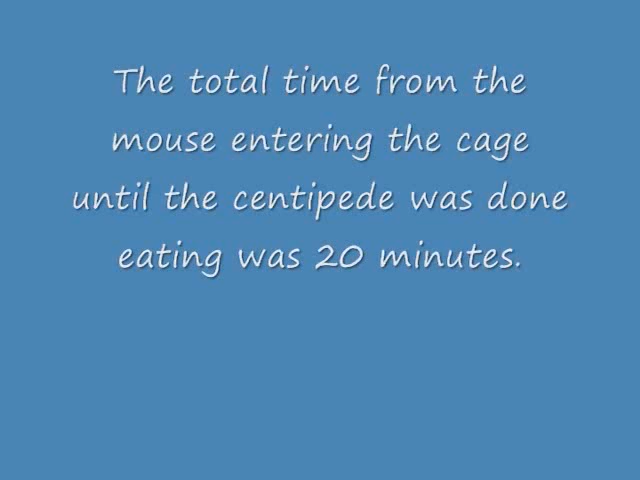 The total time from the
mouse entering the cage
until the centipede was done
eating was 20 minutes.